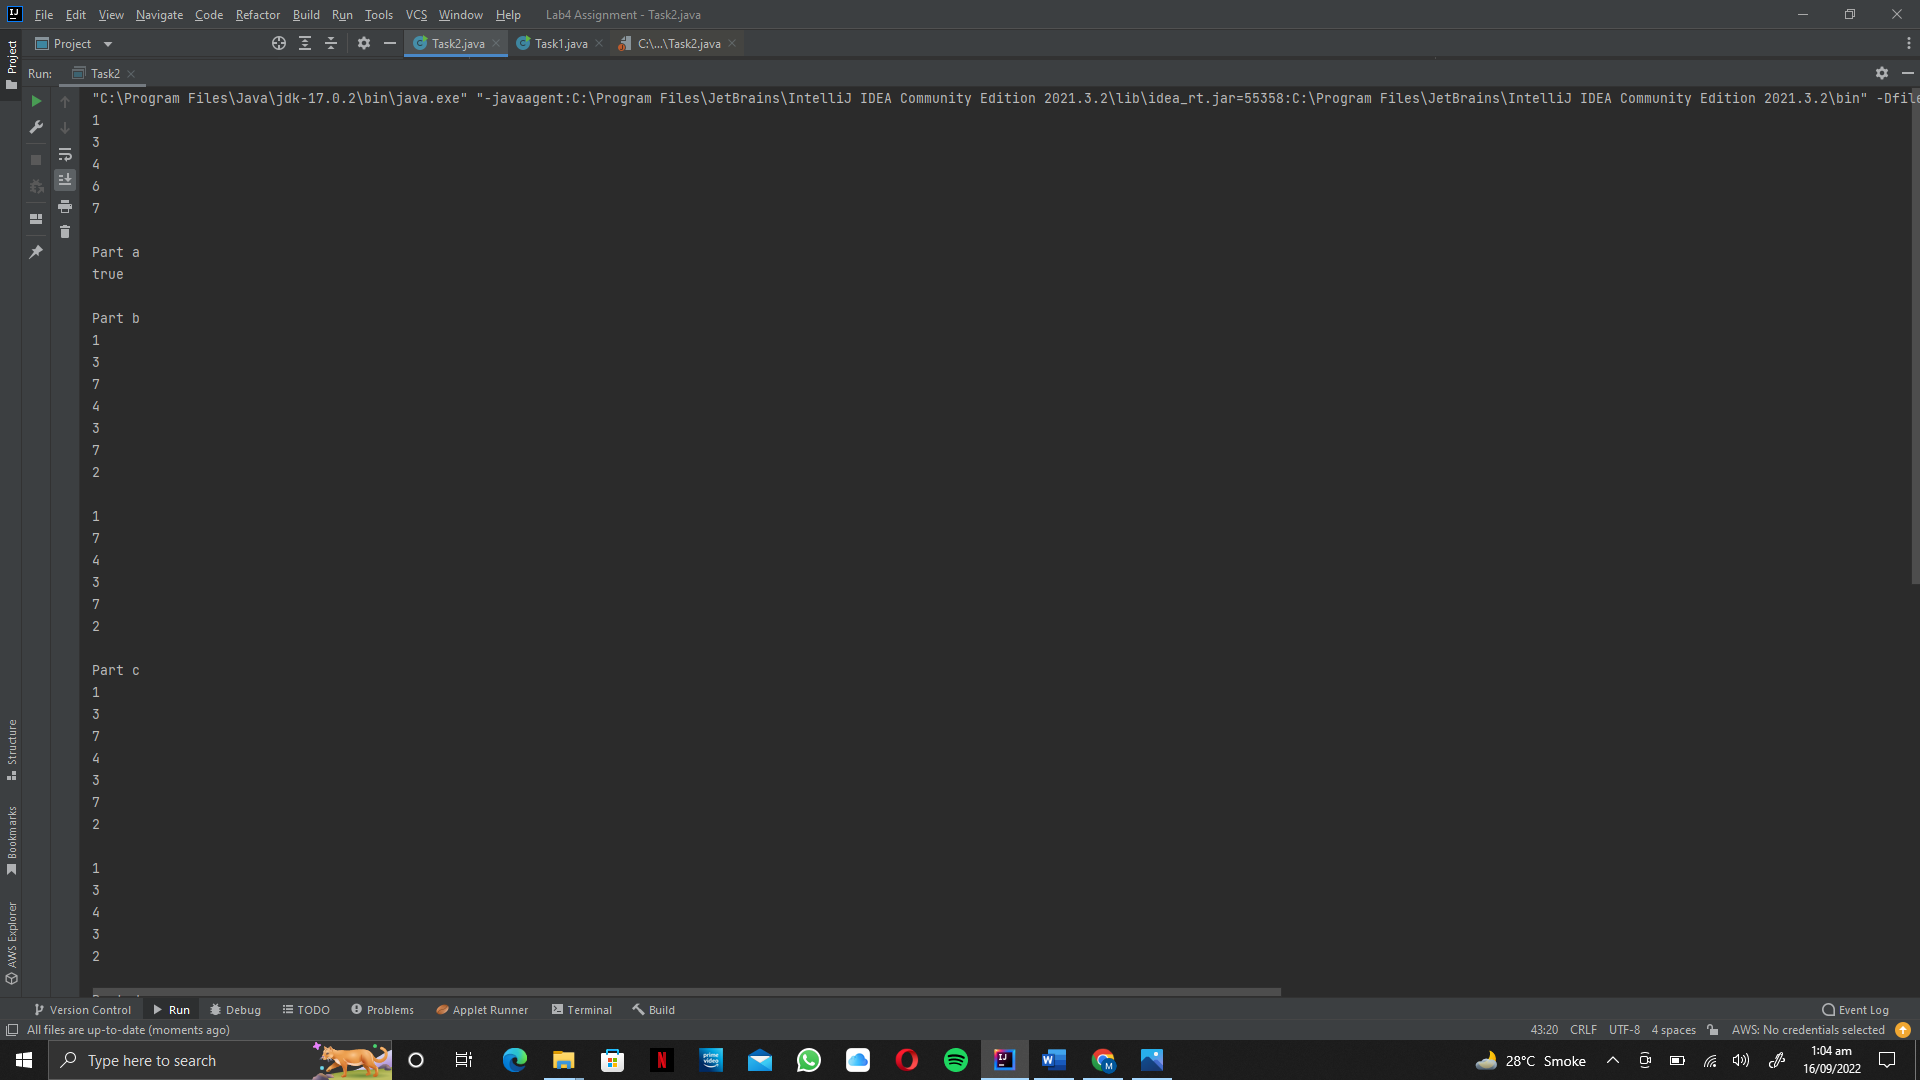 File Edit View Navigate Code Refactor Build Run Tools VCS Window Help Lab4 Assignment - Task2.java
Project Task2.java Task1.java C:\...\Task2.java
Project
Run: Task2
"C:\Program Files\Java\jdk-17.0.2\bin\java.exe" "-javaagent:C:\Program Files\JetBrains\IntelliJ IDEA Community Edition 2021.3.2\lib\idea_rt.jar=55358:C:\Program Files\JetBrains\IntelliJ IDEA Community Edition 2021.3.2\bin" -Dfile
1
3
4
6
7
Part a
true
Part b
1
3
7
4
3
7
2
1
7
4
3
7
2
Part c
1
3
7
4
3
7
2
1
3
4
3
2
Structure
Bookmarks
AWS Explorer
Version Control Run Debug TODO Problems Applet Runner Terminal Build Event Log
All files are up-to-date (moments ago) 43:20 CRLF UTF-8 4 spaces AWS: No credentials selected
Type here to search prime video 28°C Smoke 1:04 am
16/09/2022